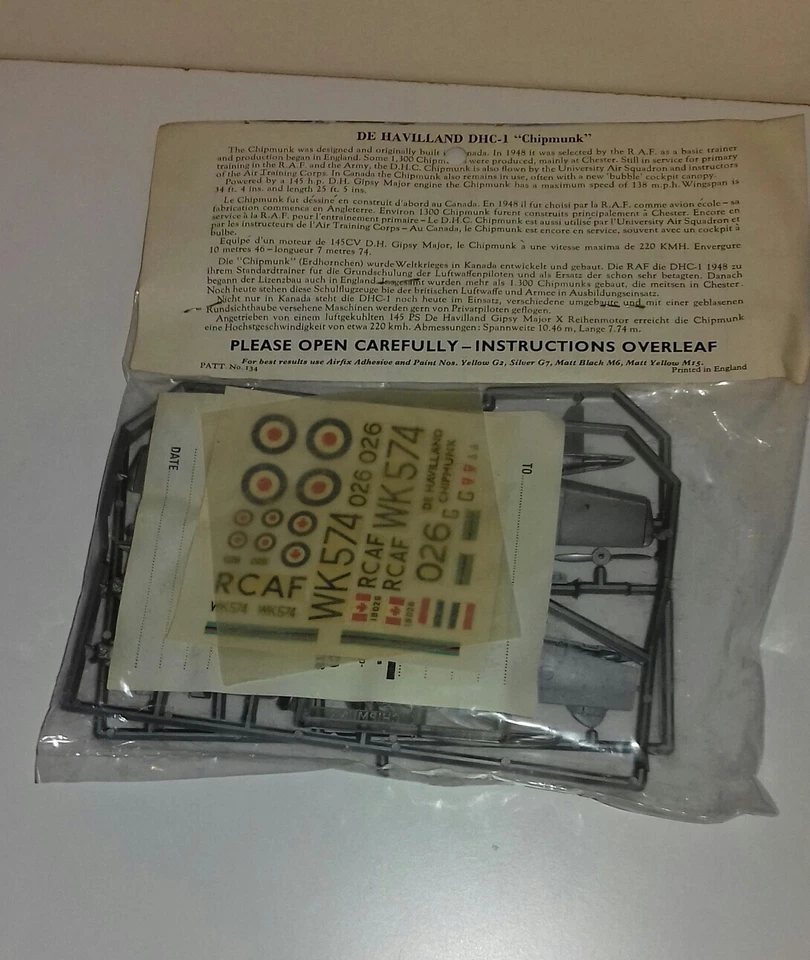 DE HAVILLAND DHC-1 "Chipmunk"
The Chipmunk was designed and originally built i nada. In 1948 it was selected by the R.A.F. as a basic trainer
and production began in England. Some 1,300 Chipm were produced, mainly at Chester. Still in service for primary
training in the R.A.F. and the Army, the D.H.C. Chipmunk is also flown by the University Air Squadron and instructors
of the Air Training Corps. In Canada the Chipmunk also remains in use, often with a new 'bubble' cockpit canopy.
Powered by a 145 h.p. D.H. Gipsy Major engine the Chipmunk has a maximum speed of 138 m.p.h. Wingspan is
34 ft. 4 ins. and length 25 ft. 5 ins.
Le Chipmunk fut dessine en construit d'abord au Canada. En 1948 il fut choisi par la R.A.F. comme avion école – sa
fabrication commenca en Angleterre. Environ 1300 Chipmunk furent construits principalement à Chester. Encore en
service à la R.A.F. pour l'entrainement primaire – Le D.H.C. Chipmunk est aussi utilisé par l'University Air Squadron et
par les instructeurs de l'Air Training Corps – Au Canada, le Chipmunk est encore en service, souvent avec un cockpit à
bulbe.
Equipé d'un moteur de 145CV D.H. Gipsy Major, le Chipmunk à une vitesse maxima de 220 KMH. Envergure
10 metres 46 – longueur 7 metres 74.
Die "Chipmunk" (Erdhornchen) wurde Weltkrieges in Kanada entwickelt und gebaut. Die RAF die DHC-1 1948 zu
ihrem Standardtrainer für die Grundschulung der Luftwaffenpiloten und als Ersatz der schon sehr betagten. Danach
begann der Lizenzbau auch in England. Insgesamt wurden mehr als 1.300 Chipmunks gebaut, die meitsen in Chester.
Noch heute stehen diese Schulflugzeuge bie der britischen Luftwaffe und Armee in Ausbildungseinsatz.
Nicht nur in Kanada steht die DHC-1 noch heute im Einsatz, verschiedene umgebaute und mit einer geblasenen
Rundsichthaube versehene Maschinen werden gern von Privatpiloten geflogen.
Angetrieben von einem luftgekuhlten 145 PS De Havilland Gipsy Major X Reihenmotor erreicht die Chipmunk
eine Hochstgeschwindigkeit von etwa 220 kmh. Abmessungen: Spannweite 10.46 m, Lange 7.74 m.
PLEASE OPEN CAREFULLY – INSTRUCTIONS OVERLEAF
For best results use Airfix Adhesive and Paint Nos. Yellow G2, Silver G7, Matt Black M6, Matt Yellow M15.
PATT. No. 134
Printed in England
DATE
TO
026
026
WK574
DE HAVILLAND
CHIPMUNK
WK574
RCAF
RCAF
026
G
G
RCAF
18026
18026
WK574
WK574